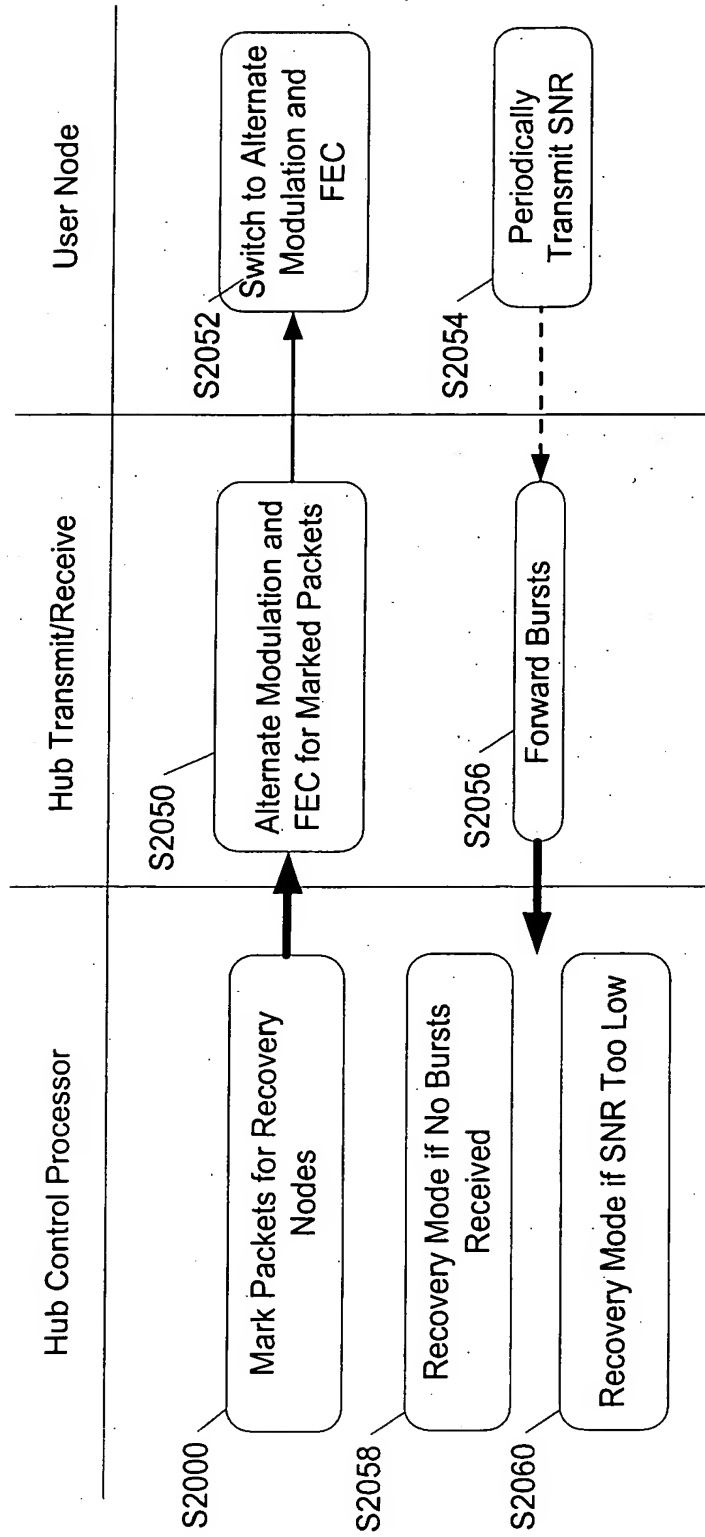 Hub Control Processor
Hub Transmit/Receive
User Node
S2000
Mark Packets for Recovery
Nodes
S2050
Alternate Modulation and
FEC for Marked Packets
S2052
Switch to Alternate
Modulation and
FEC
S2058
Recovery Mode if No Bursts
Received
S2056
Forward Bursts
S2054
Periodically
Transmit SNR
S2060
Recovery Mode if SNR Too Low